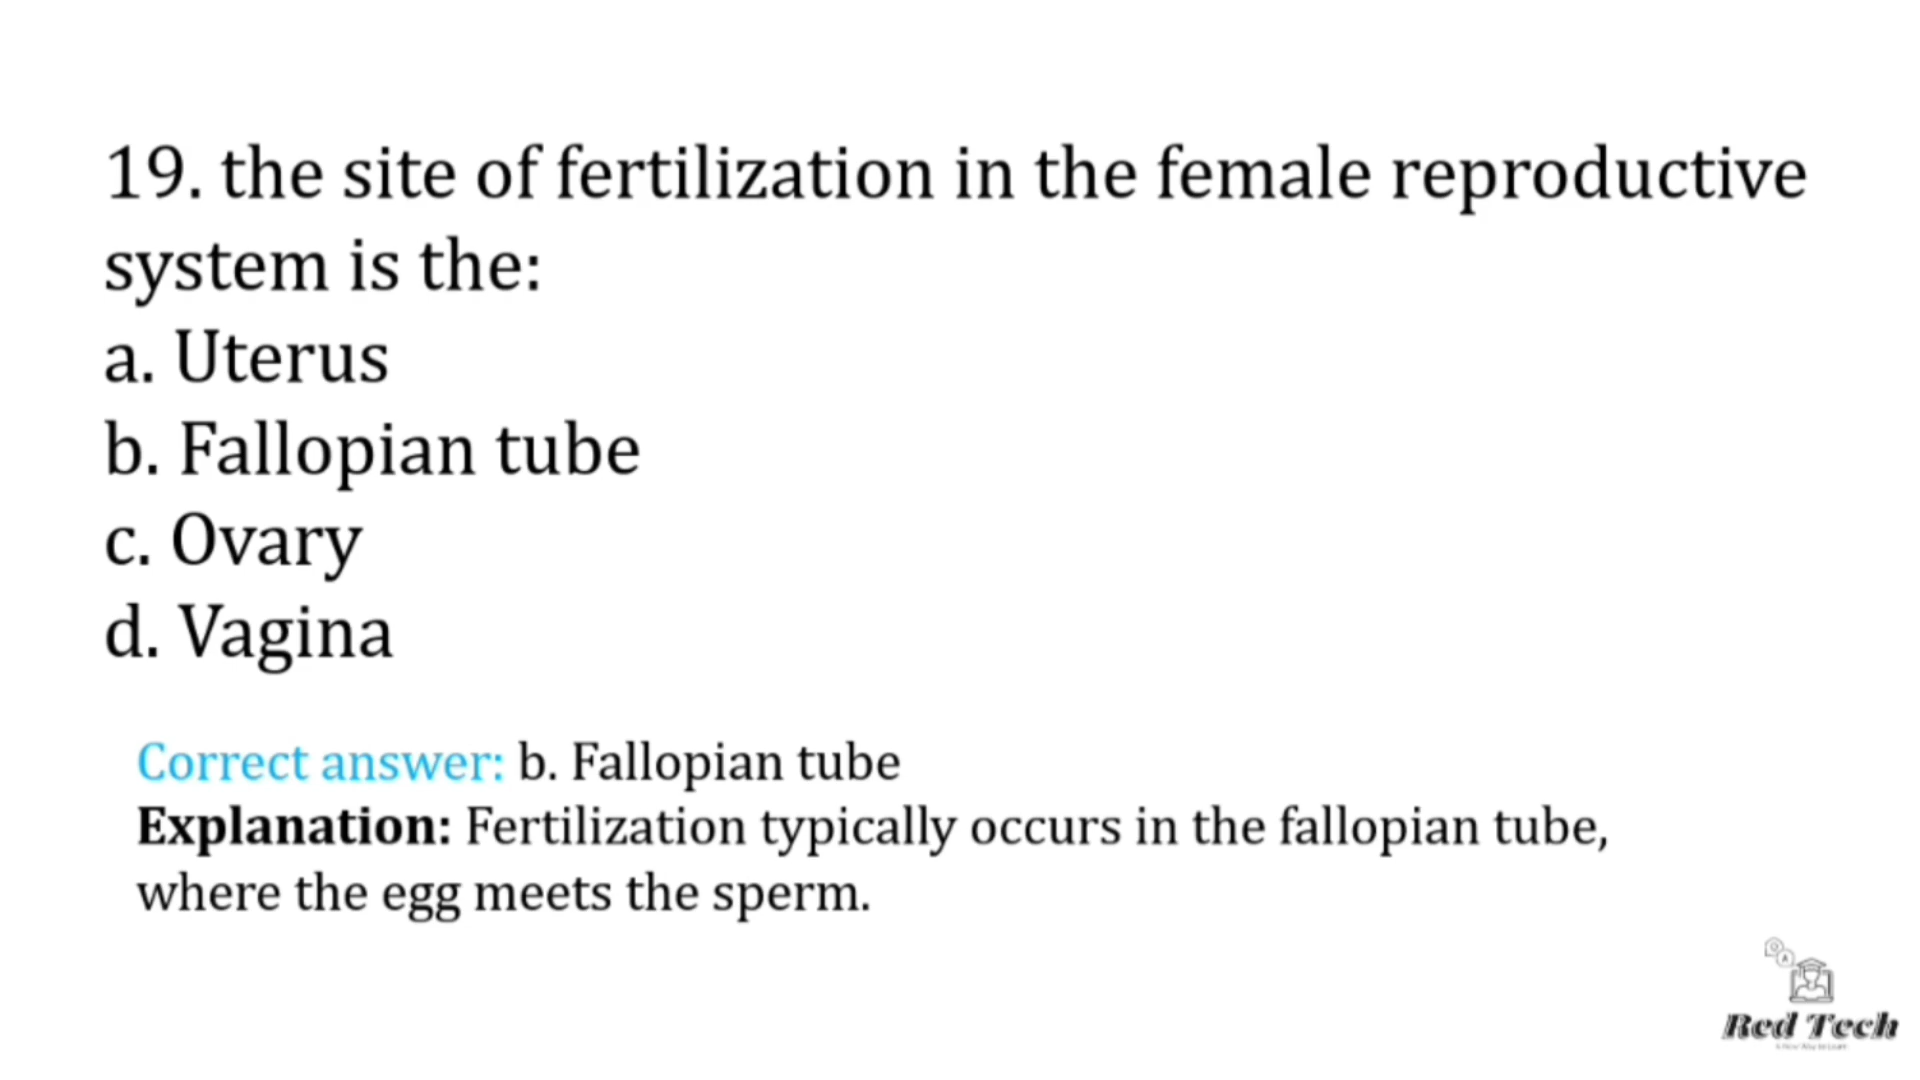 19. the site of fertilization in the female reproductive
system is the:
a. Uterus
b. Fallopian tube
c. Ovary
d. Vagina
Correct answer: b. Fallopian tube
Explanation: Fertilization typically occurs in the fallopian tube,
where the egg meets the sperm.
Q
A
Red Tech